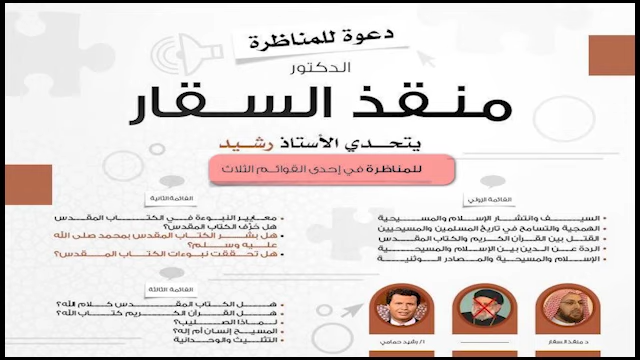 دعوة للمناظرة
الدكتور
منقذ السقار
يتحدي الأستاذ رشيد
للمناظرة في إحدى القوائم الثلاث
القائمة الأولي
السيف وانتشار الإسلام والمسيحية
الهمجية والتسامح في تاريخ المسلمين والمسيحيين
القتل بين القرآن الكريم والكتاب المقدس
الردة عن الدين بين الإسلام والمسيحية
الإسلام والمسيحية والمصادر الوثنية
القائمة الثانية
معايير النبوءة في الكتاب المقدس
هل حُرّف الكتاب المقدس؟
هل بشر الكتاب المقدس بمحمد صلى الله
عليه وسلم؟
هل تحققت نبوءات الكتاب المقدس؟
القائمة الثالثة
هل الكتاب المقدس كلام الله؟
هل القرآن الكريم كتاب الله؟
لماذا الصليب؟
المسيح إنسان أم إله؟
التثليث والوحدانية
د منقذ السقار
أ/ رشيد حمامي